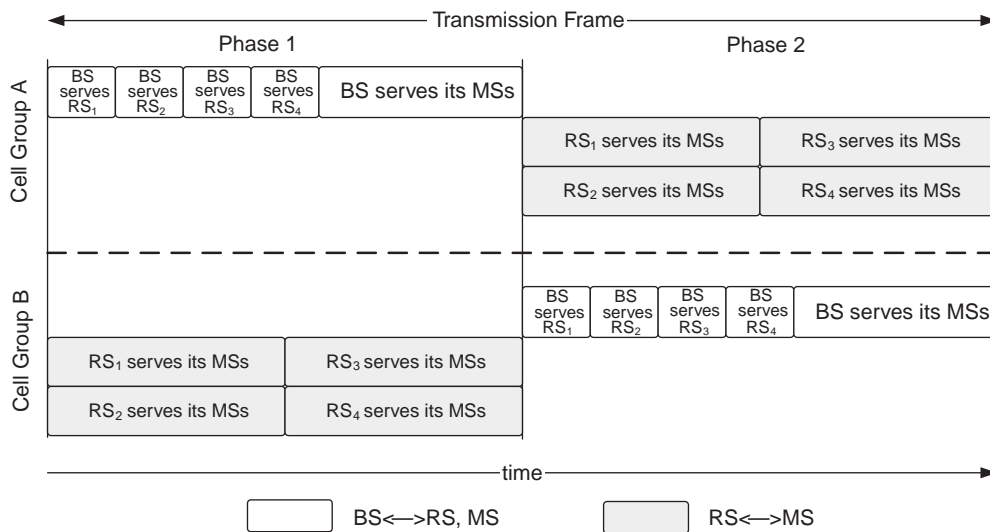 Transmission Frame
Phase 1
Phase 2
Cell Group A
BS serves RS₁
BS serves RS₂
BS serves RS₃
BS serves RS₄
BS serves its MSs
RS₁ serves its MSs
RS₃ serves its MSs
RS₂ serves its MSs
RS₄ serves its MSs
Cell Group B
BS serves RS₁
BS serves RS₂
BS serves RS₃
BS serves RS₄
BS serves its MSs
RS₁ serves its MSs
RS₃ serves its MSs
RS₂ serves its MSs
RS₄ serves its MSs
time
BS<—>RS, MS
RS<—>MS